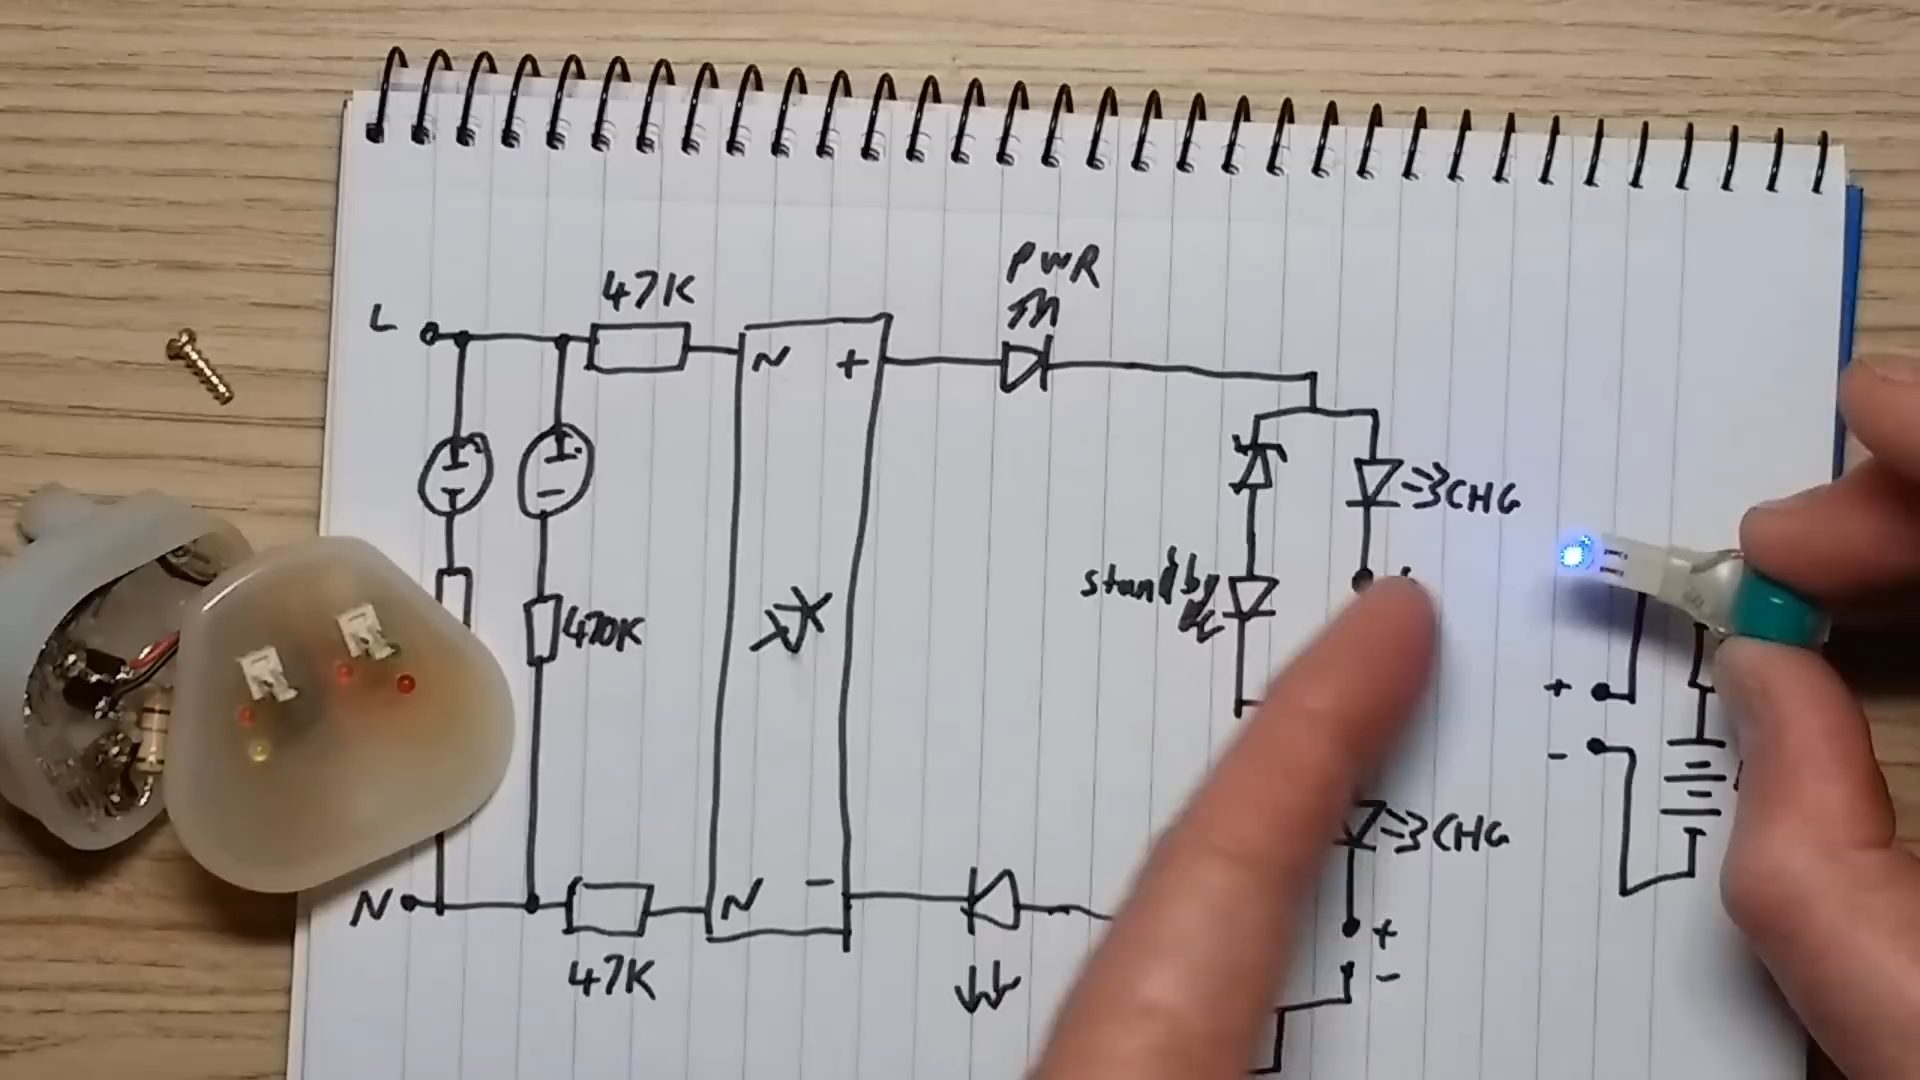 PWR
47K
L
N +
CHG
standby
470K
+
-
CHG
N
N -
+
-
47K